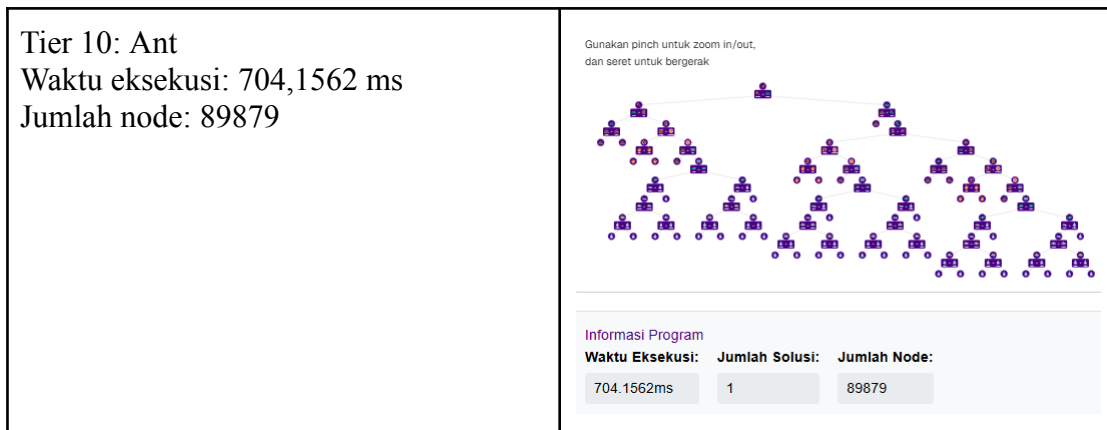 Tier 10: Ant
Waktu eksekusi: 704,1562 ms
Jumlah node: 89879
Gunakan pinch untuk zoom in/out,
dan seret untuk bergerak
Informasi Program
Waktu Eksekusi: Jumlah Solusi: Jumlah Node:
704.1562ms 1 89879